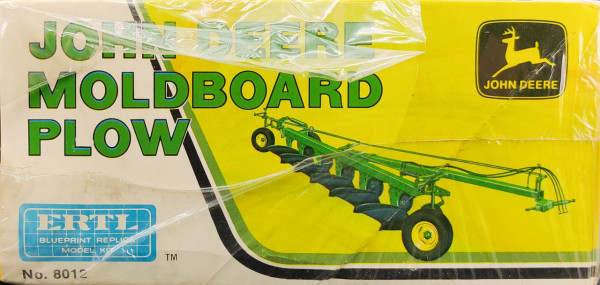 JOHN DEERE
MOLDBOARD
PLOW
JOHN DEERE
ERTL
BLUEPRINT REPLICA
MODEL KIT
TM
No. 8012